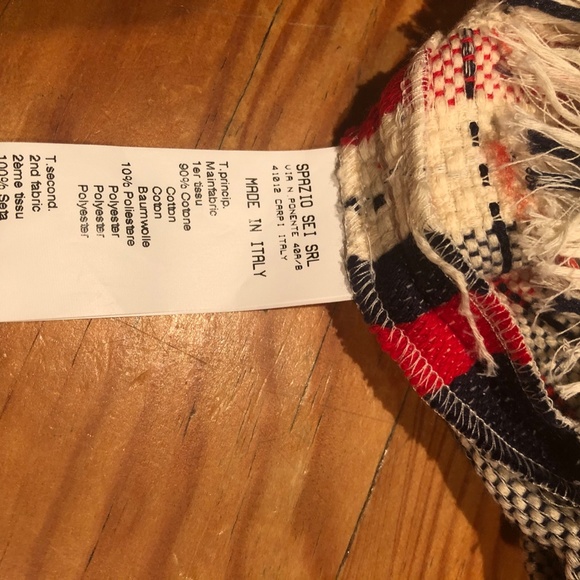 SPAZIO SEI SRL
VIA N PONENTE 40A/B
41012 CARPI ITALY
MADE IN ITALY
T.princip.
Mainfabric
1er tissu
90% Cotone
Cotton
Coton
Baumwolle
10% Poliestere
Polyester
Polyester
Polyester
T.second.
2nd fabric
2ème tissu
100% Seta